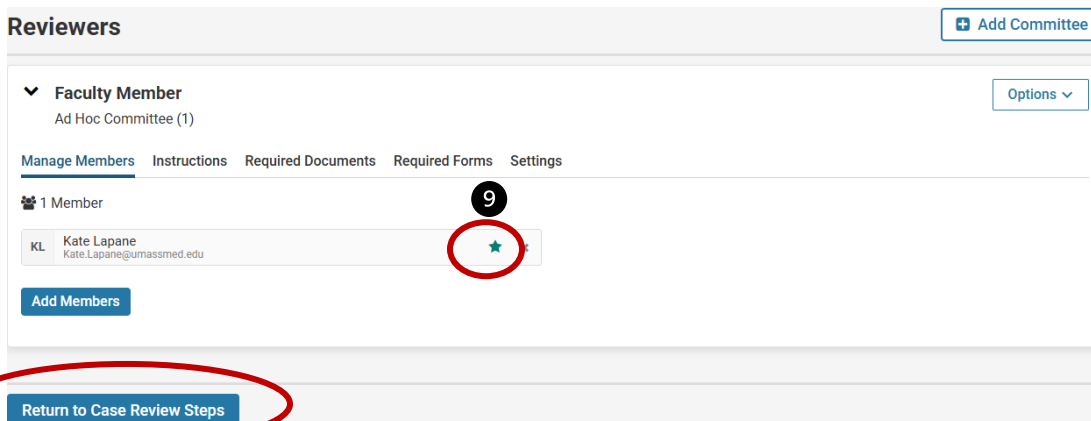 Reviewers
Add Committee
Faculty Member
Options
Ad Hoc Committee (1)
Manage Members Instructions Required Documents Required Forms Settings
1 Member
9
KL
Kate Lapane
Kate.Lapane@umassmed.edu
Add Members
Return to Case Review Steps